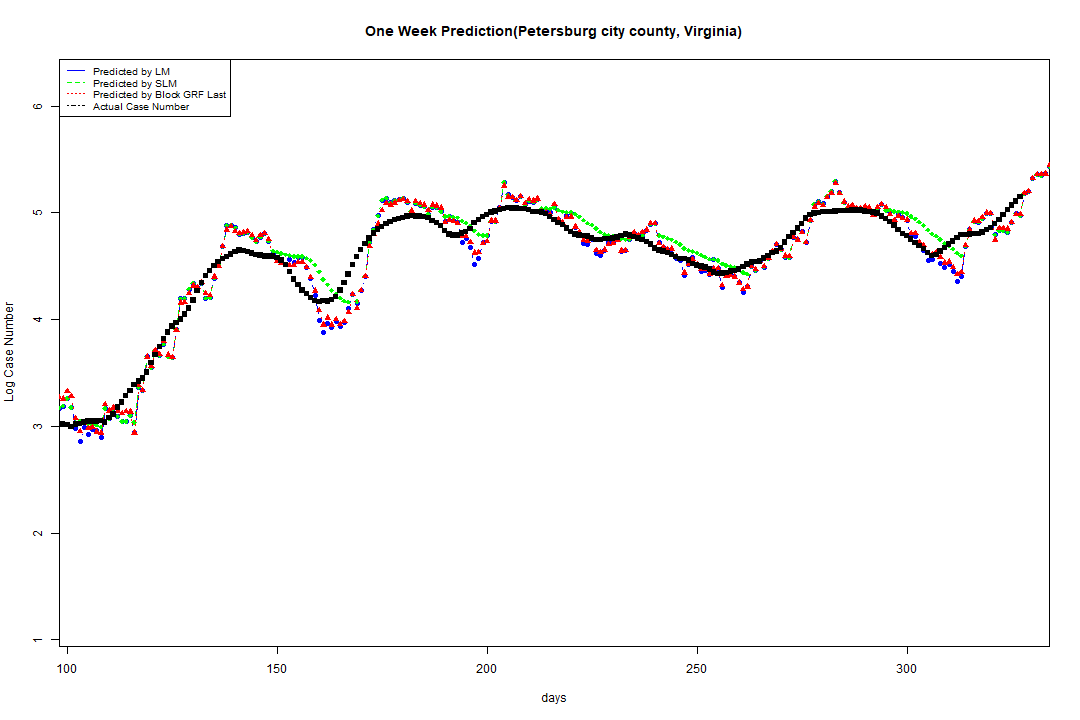 One Week Prediction(Petersburg city county, Virginia)
Predicted by LM
Predicted by SLM
Predicted by Block GRF Last
Actual Case Number
6
5
4
3
2
1
Log Case Number
100 150 200 250 300
days